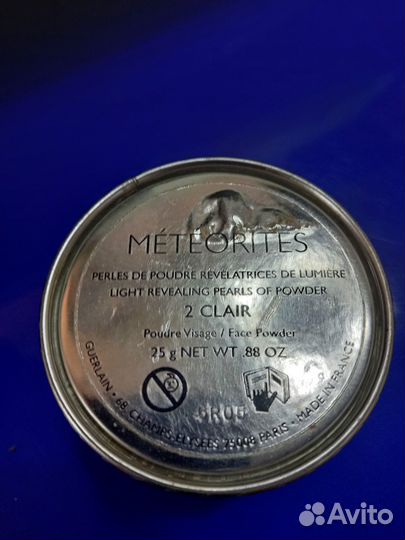 MÉTÉORITES
PERLES DE POUDRE RÉVÉLATRICES DE LUMIÈRE
LIGHT REVEALING PEARLS OF POWDER
2 CLAIR
Poudre Visage / Face Powder
25 g NET WT .88 OZ
GUERLAIN • 68, CHAMPS-ELYSÉES 75008 PARIS • MADE IN FRANCE
Avito